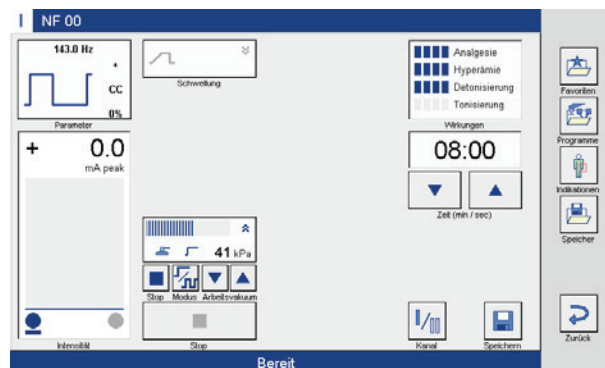 NF 00
143.0 Hz
+
CC
0%
Parameter
Schwellung
Analgesie
Hyperämie
Detonisierung
Tonisierung
Wirkungen
+ 0.0
mA peak
08:00
Zeit (min / sec)
41 kPa
Stop Modus Arbeitsvakuum
Intensität
Stop
Kanal
Speichern
Favoriten
Programme
Indikationen
Speicher
Zurück
Bereit